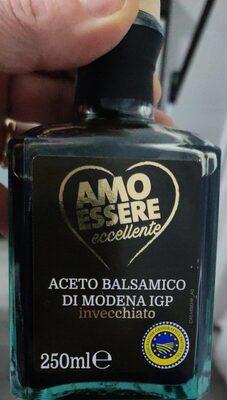 AMO
ESSERE
eccellente
ACETO BALSAMICO
DI MODENA IGP
invecchiato
250ml℮